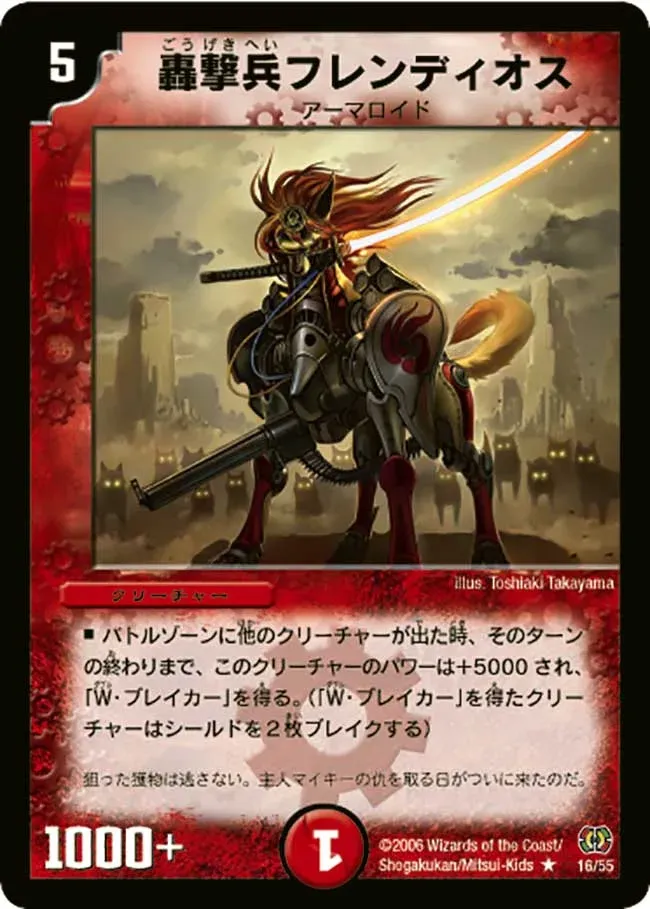 5
ごうげきへい
轟撃兵フレンディオス
アーマロイド
illus. Toshiaki Takayama
クリーチャー
■ バトルゾーンに他のクリーチャーが出た時、そのターン
の終わりまで、このクリーチャーのパワーは+5000 され、
「W・ブレイカー」を得る。(「W・ブレイカー」を得たクリー
チャーはシールドを2枚ブレイクする)
狙った獲物は逃さない。主人マイキーの仇を取る日がついに来たのだ。
1000+
1
©2006 Wizards of the Coast/
Shogakukan/Mitsui-Kids ★ 16/55